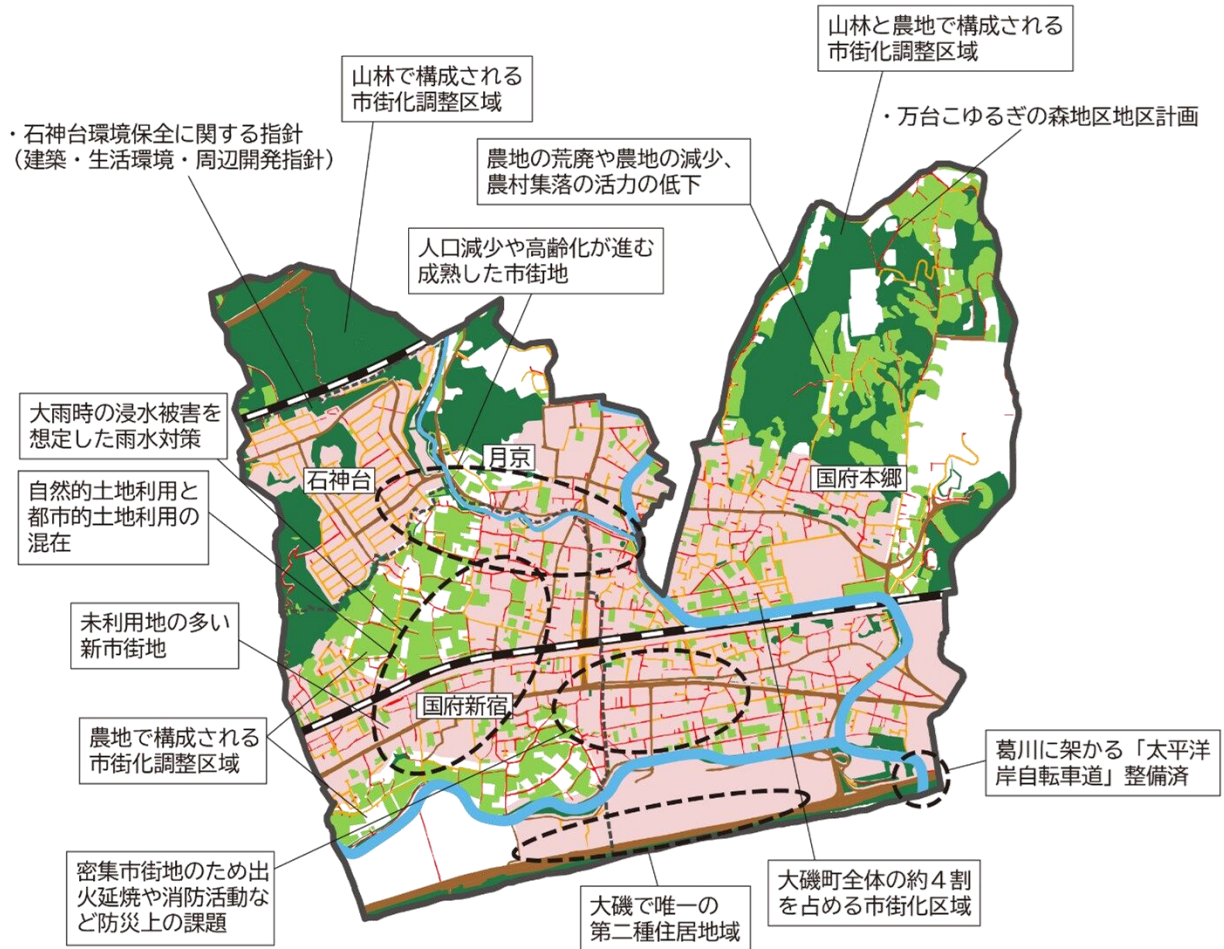 山林と農地で構成される
市街化調整区域
山林で構成される
市街化調整区域
・万台こゆるぎの森地区地区計画
・石神台環境保全に関する指針
（建築・生活環境・周辺開発指針）
農地の荒廃や農地の減少、
農村集落の活力の低下
人口減少や高齢化が進む
成熟した市街地
大雨時の浸水被害を
想定した雨水対策
月京
石神台
国府本郷
自然的土地利用と
都市的土地利用の
混在
未利用地の多い
新市街地
国府新宿
農地で構成される
市街化調整区域
葛川に架かる「太平洋
岸自転車道」整備済
密集市街地のため出
火延焼や消防活動な
ど防災上の課題
大磯で唯一の
第二種住居地域
大磯町全体の約４割
を占める市街化区域